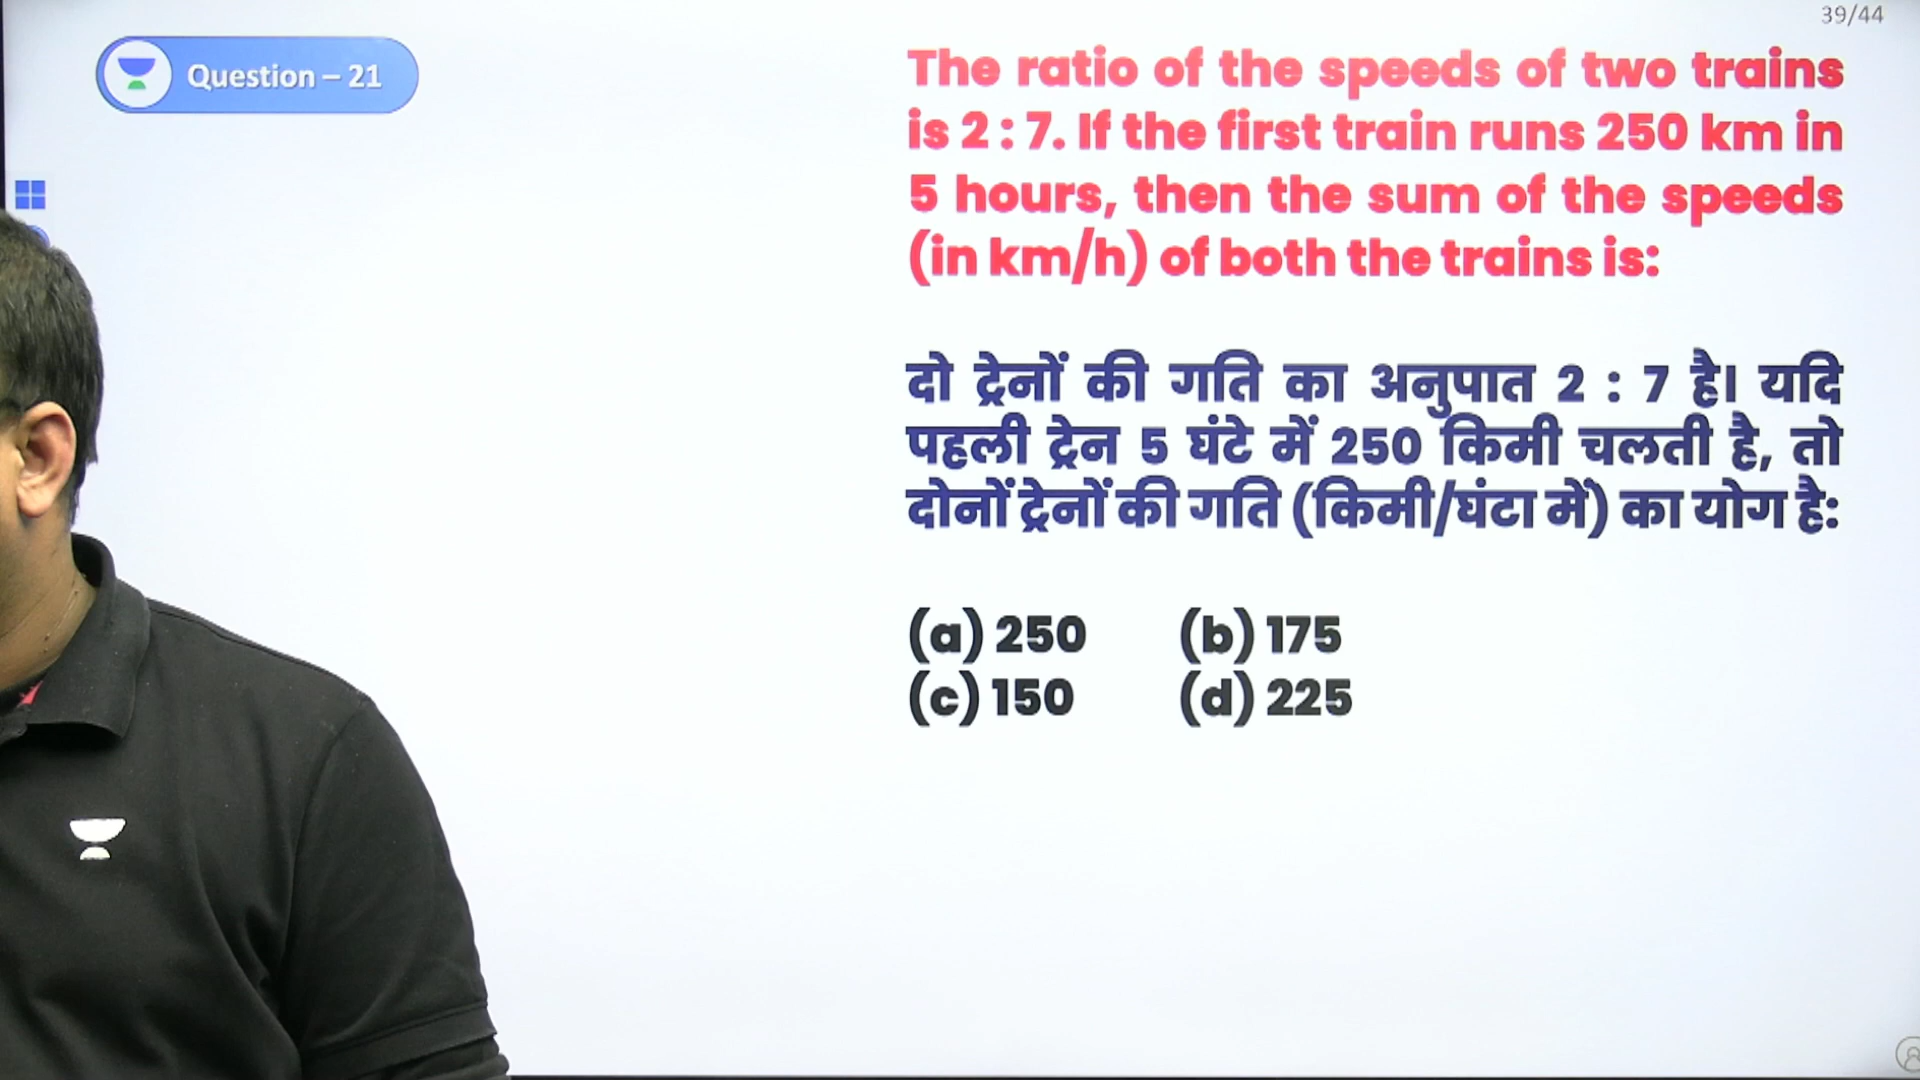 39/44
Question – 21
The ratio of the speeds of two trains
is 2 : 7. If the first train runs 250 km in
5 hours, then the sum of the speeds
(in km/h) of both the trains is:
दो ट्रेनों की गति का अनुपात 2 : 7 है। यदि
पहली ट्रेन 5 घंटे में 250 किमी चलती है, तो
दोनों ट्रेनों की गति (किमी/घंटा में) का योग है:
(a) 250 (b) 175
(c) 150 (d) 225